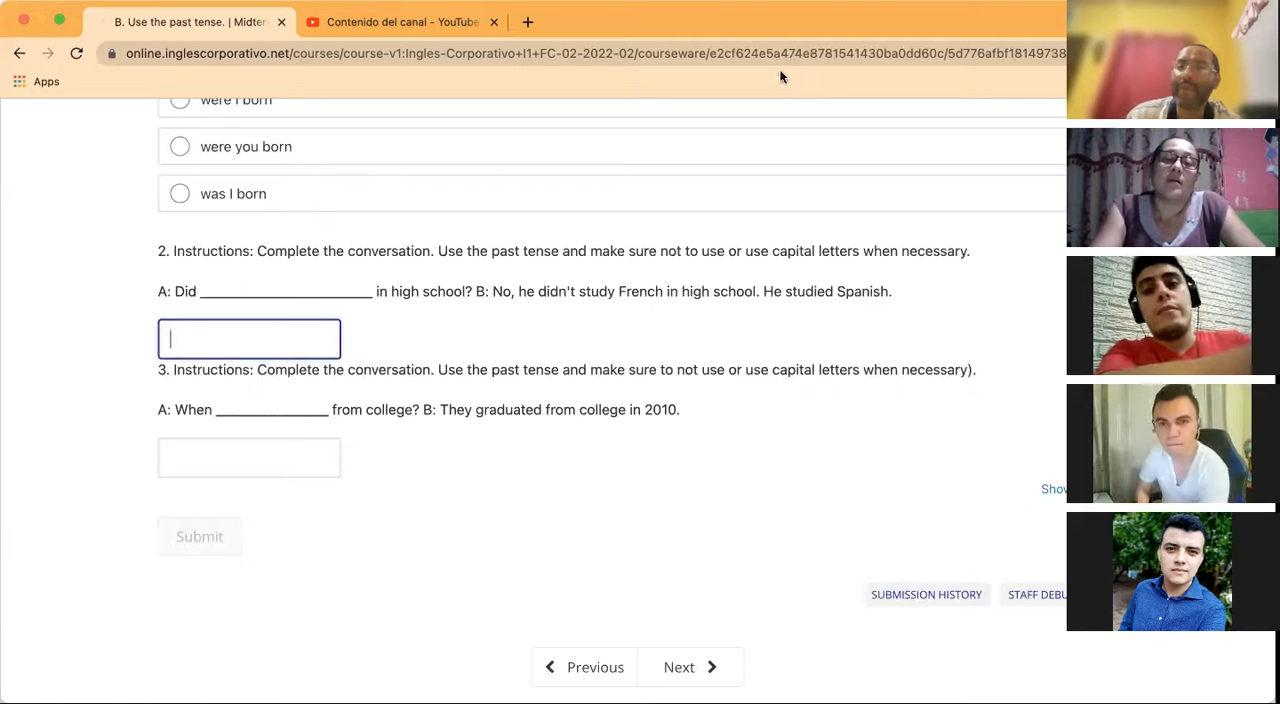 B. Use the past tense. | Midter
Contenido del canal - YouTube
online.inglescorporativo.net/courses/course-v1:Ingles-Corporativo+I1+FC-02-2022-02/courseware/e2cf624e5a474e8781541430ba0dd60c/5d776afbf18149738
Apps
were I born
were you born
was I born
2. Instructions: Complete the conversation. Use the past tense and make sure not to use or use capital letters when necessary.
A: Did ______________________ in high school? B: No, he didn't study French in high school. He studied Spanish.
3. Instructions: Complete the conversation. Use the past tense and make sure to not use or use capital letters when necessary).
A: When ______________ from college? B: They graduated from college in 2010.
Show
Submit
SUBMISSION HISTORY
STAFF DEBU
Previous
Next